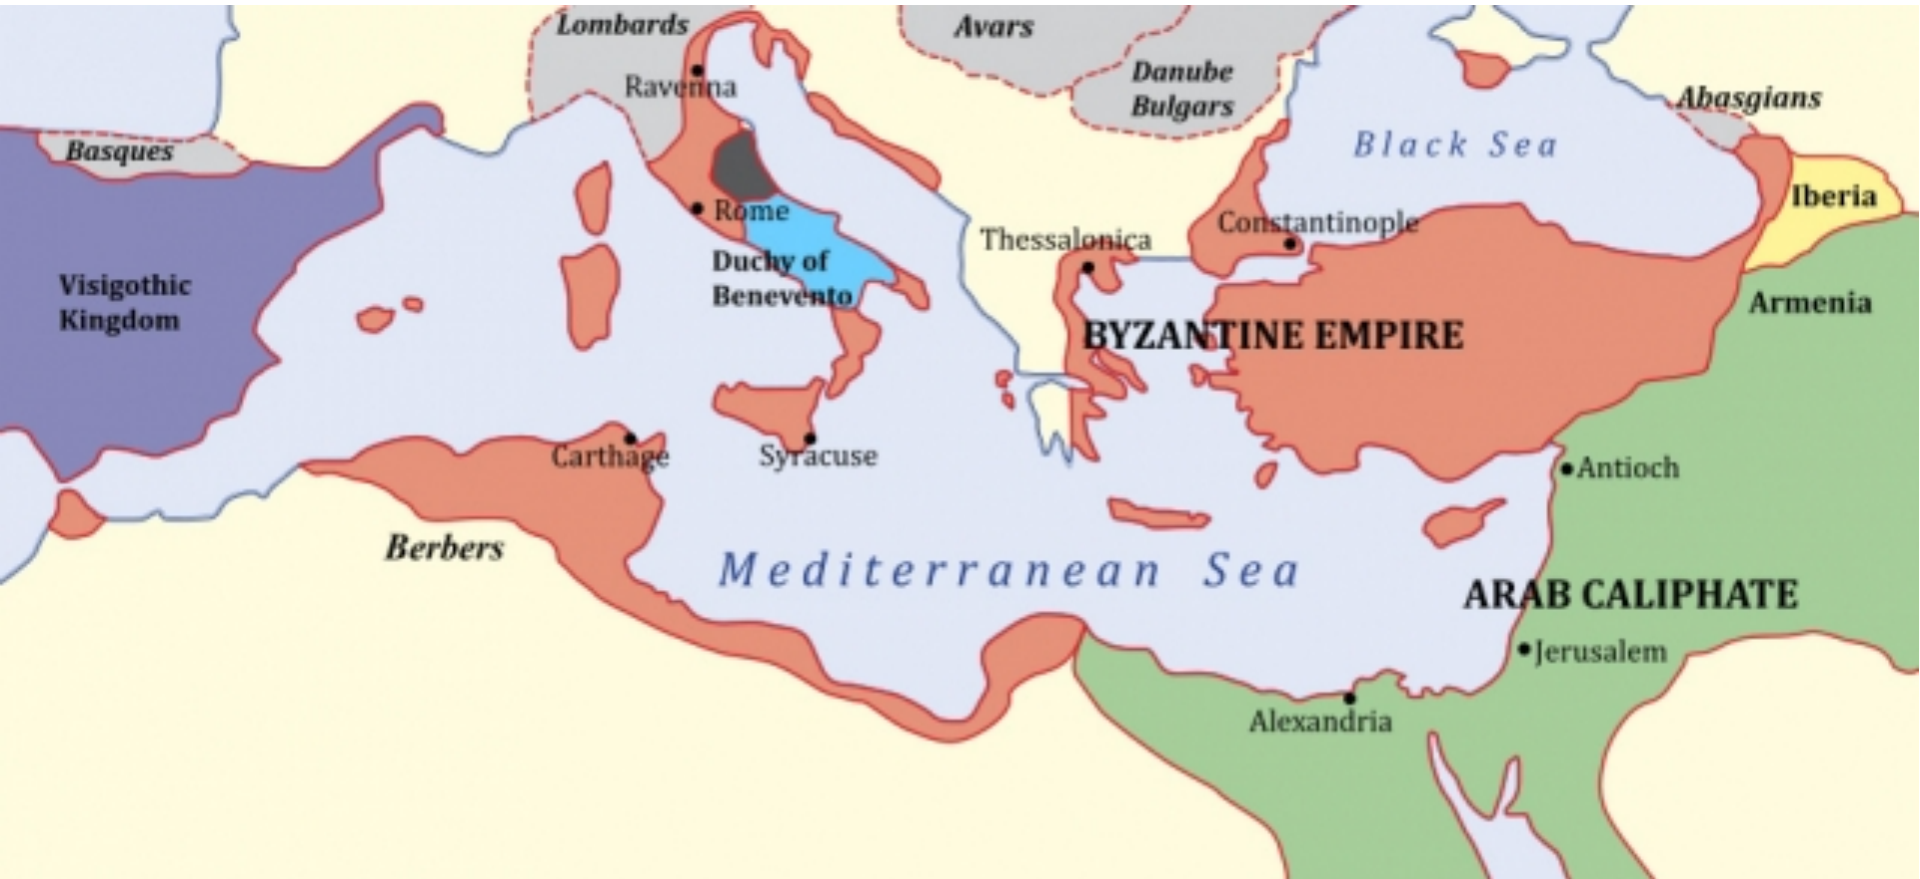 Lombards
Avars
Ravenna
Danube
Bulgars
Abasgians
Basques
Black Sea
Iberia
Rome
Constantinople
Thessalonica
Duchy of
Benevento
Visigothic
Kingdom
Armenia
BYZANTINE EMPIRE
Carthage
Syracuse
Antioch
Berbers
Mediterranean Sea
ARAB CALIPHATE
Jerusalem
Alexandria